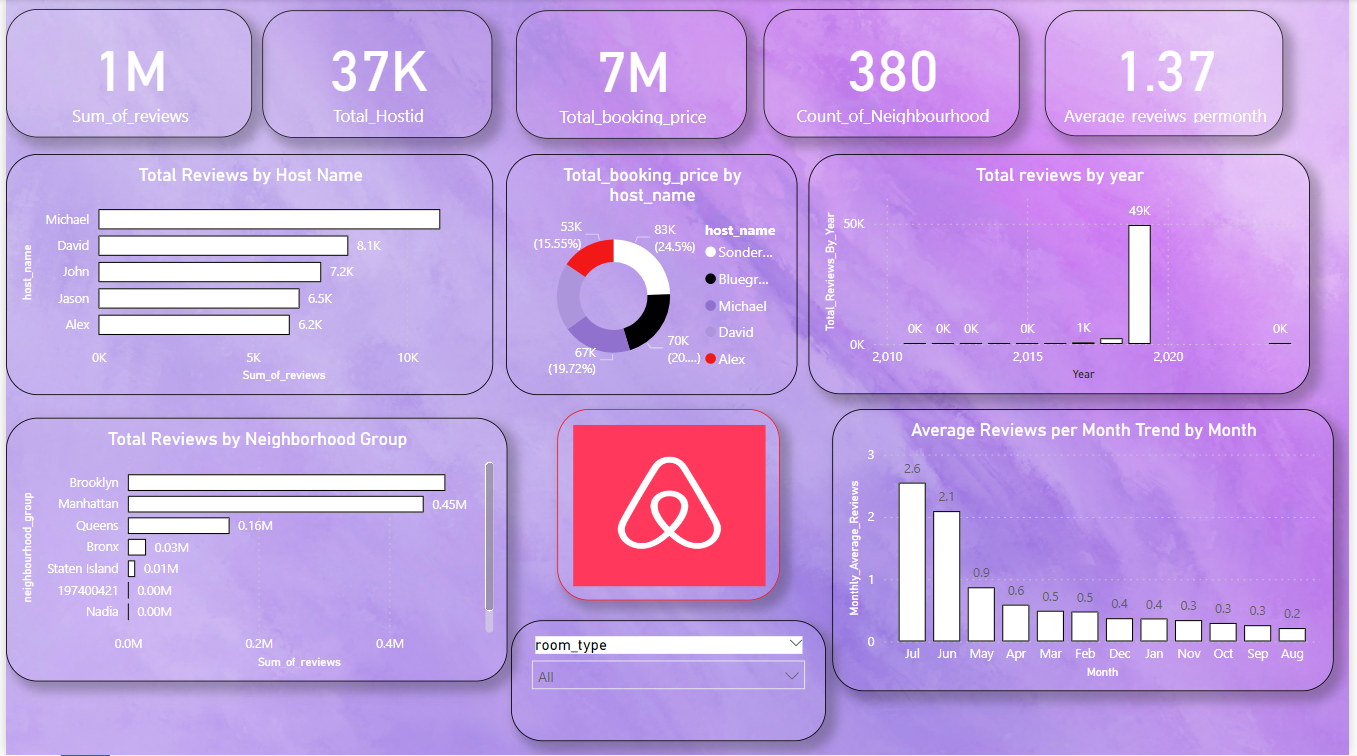 1M
Sum_of_reviews
37K
Total_Hostid
7M
Total_booking_price
380
Count_of_Neighbourhood
1.37
Average_reveiws_permonth
Total Reviews by Host Name
host_name
Michael
David
8.1K
John
7.2K
Jason
6.5K
Alex
6.2K
0K
5K
10K
Sum_of_reviews
Total_booking_price by
host_name
53K
(15.55%)
83K
(24.5%)
67K
(19.72%)
70K
(20....)
host_name
Sonder...
Bluegr...
Michael
David
Alex
Total reviews by year
Total_Reviews_By_Year
50K
0K
0K
0K
0K
0K
1K
49K
0K
2,010
2,015
2,020
Year
Total Reviews by Neighborhood Group
neighbourhood_group
Brooklyn
Manhattan
0.45M
Queens
0.16M
Bronx
0.03M
Staten Island
0.01M
197400421
0.00M
Nadia
0.00M
0.0M
0.2M
0.4M
Sum_of_reviews
room_type
All
Average Reviews per Month Trend by Month
Monthly_Average_Reviews
3
2
1
0
2.6
2.1
0.9
0.6
0.5
0.5
0.4
0.4
0.3
0.3
0.3
0.2
Jul
Jun
May
Apr
Mar
Feb
Dec
Jan
Nov
Oct
Sep
Aug
Month